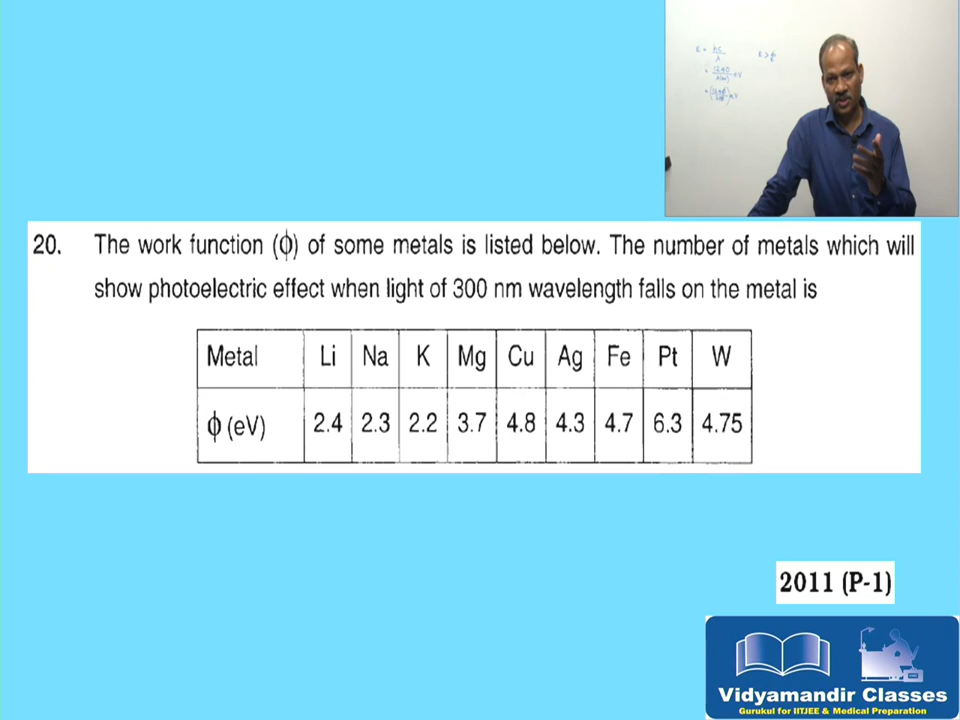 E = hc
λ
= 1240
eV
20. The work function (ϕ) of some metals is listed below. The number of metals which will
show photoelectric effect when light of 300 nm wavelength falls on the metal is
Metal Li Na K Mg Cu Ag Fe Pt W
ϕ (eV) 2.4 2.3 2.2 3.7 4.8 4.3 4.7 6.3 4.75
2011 (P-1)
Vidyamandir Classes
Gurukul for IITJEE & Medical Preparation